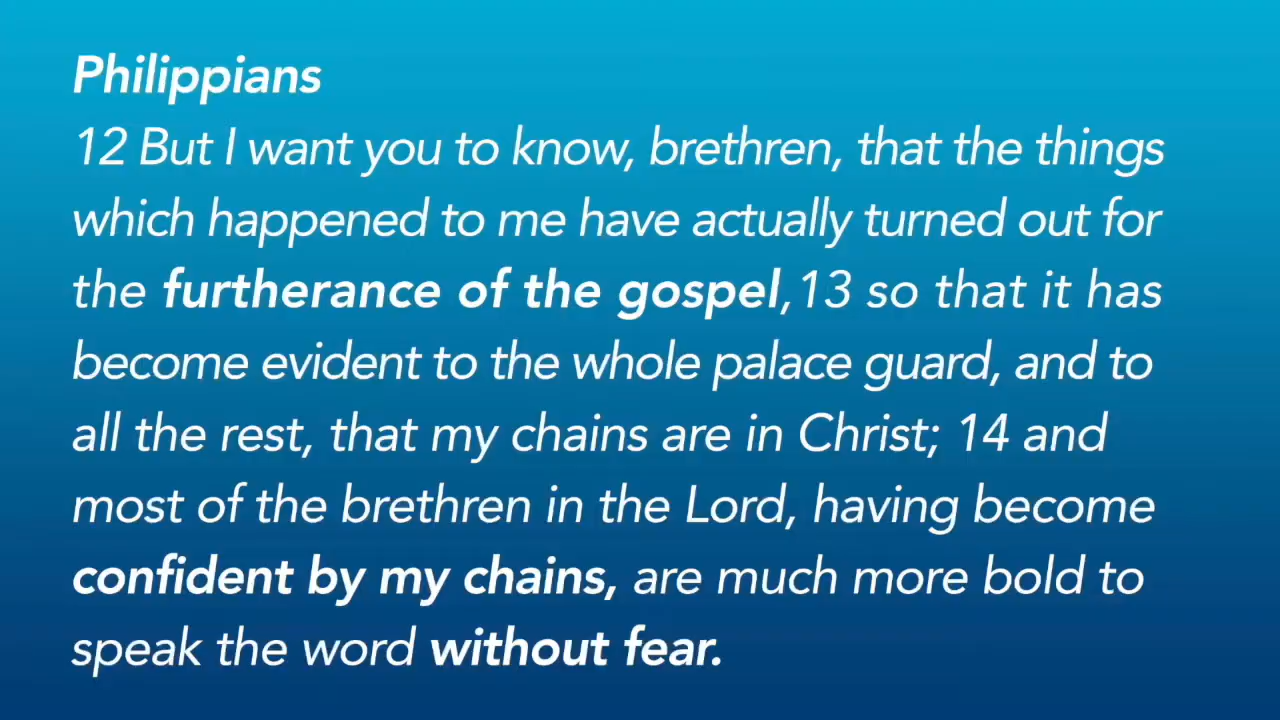 Philippians
12 But I want you to know, brethren, that the things
which happened to me have actually turned out for
the furtherance of the gospel,13 so that it has
become evident to the whole palace guard, and to
all the rest, that my chains are in Christ; 14 and
most of the brethren in the Lord, having become
confident by my chains, are much more bold to
speak the word without fear.